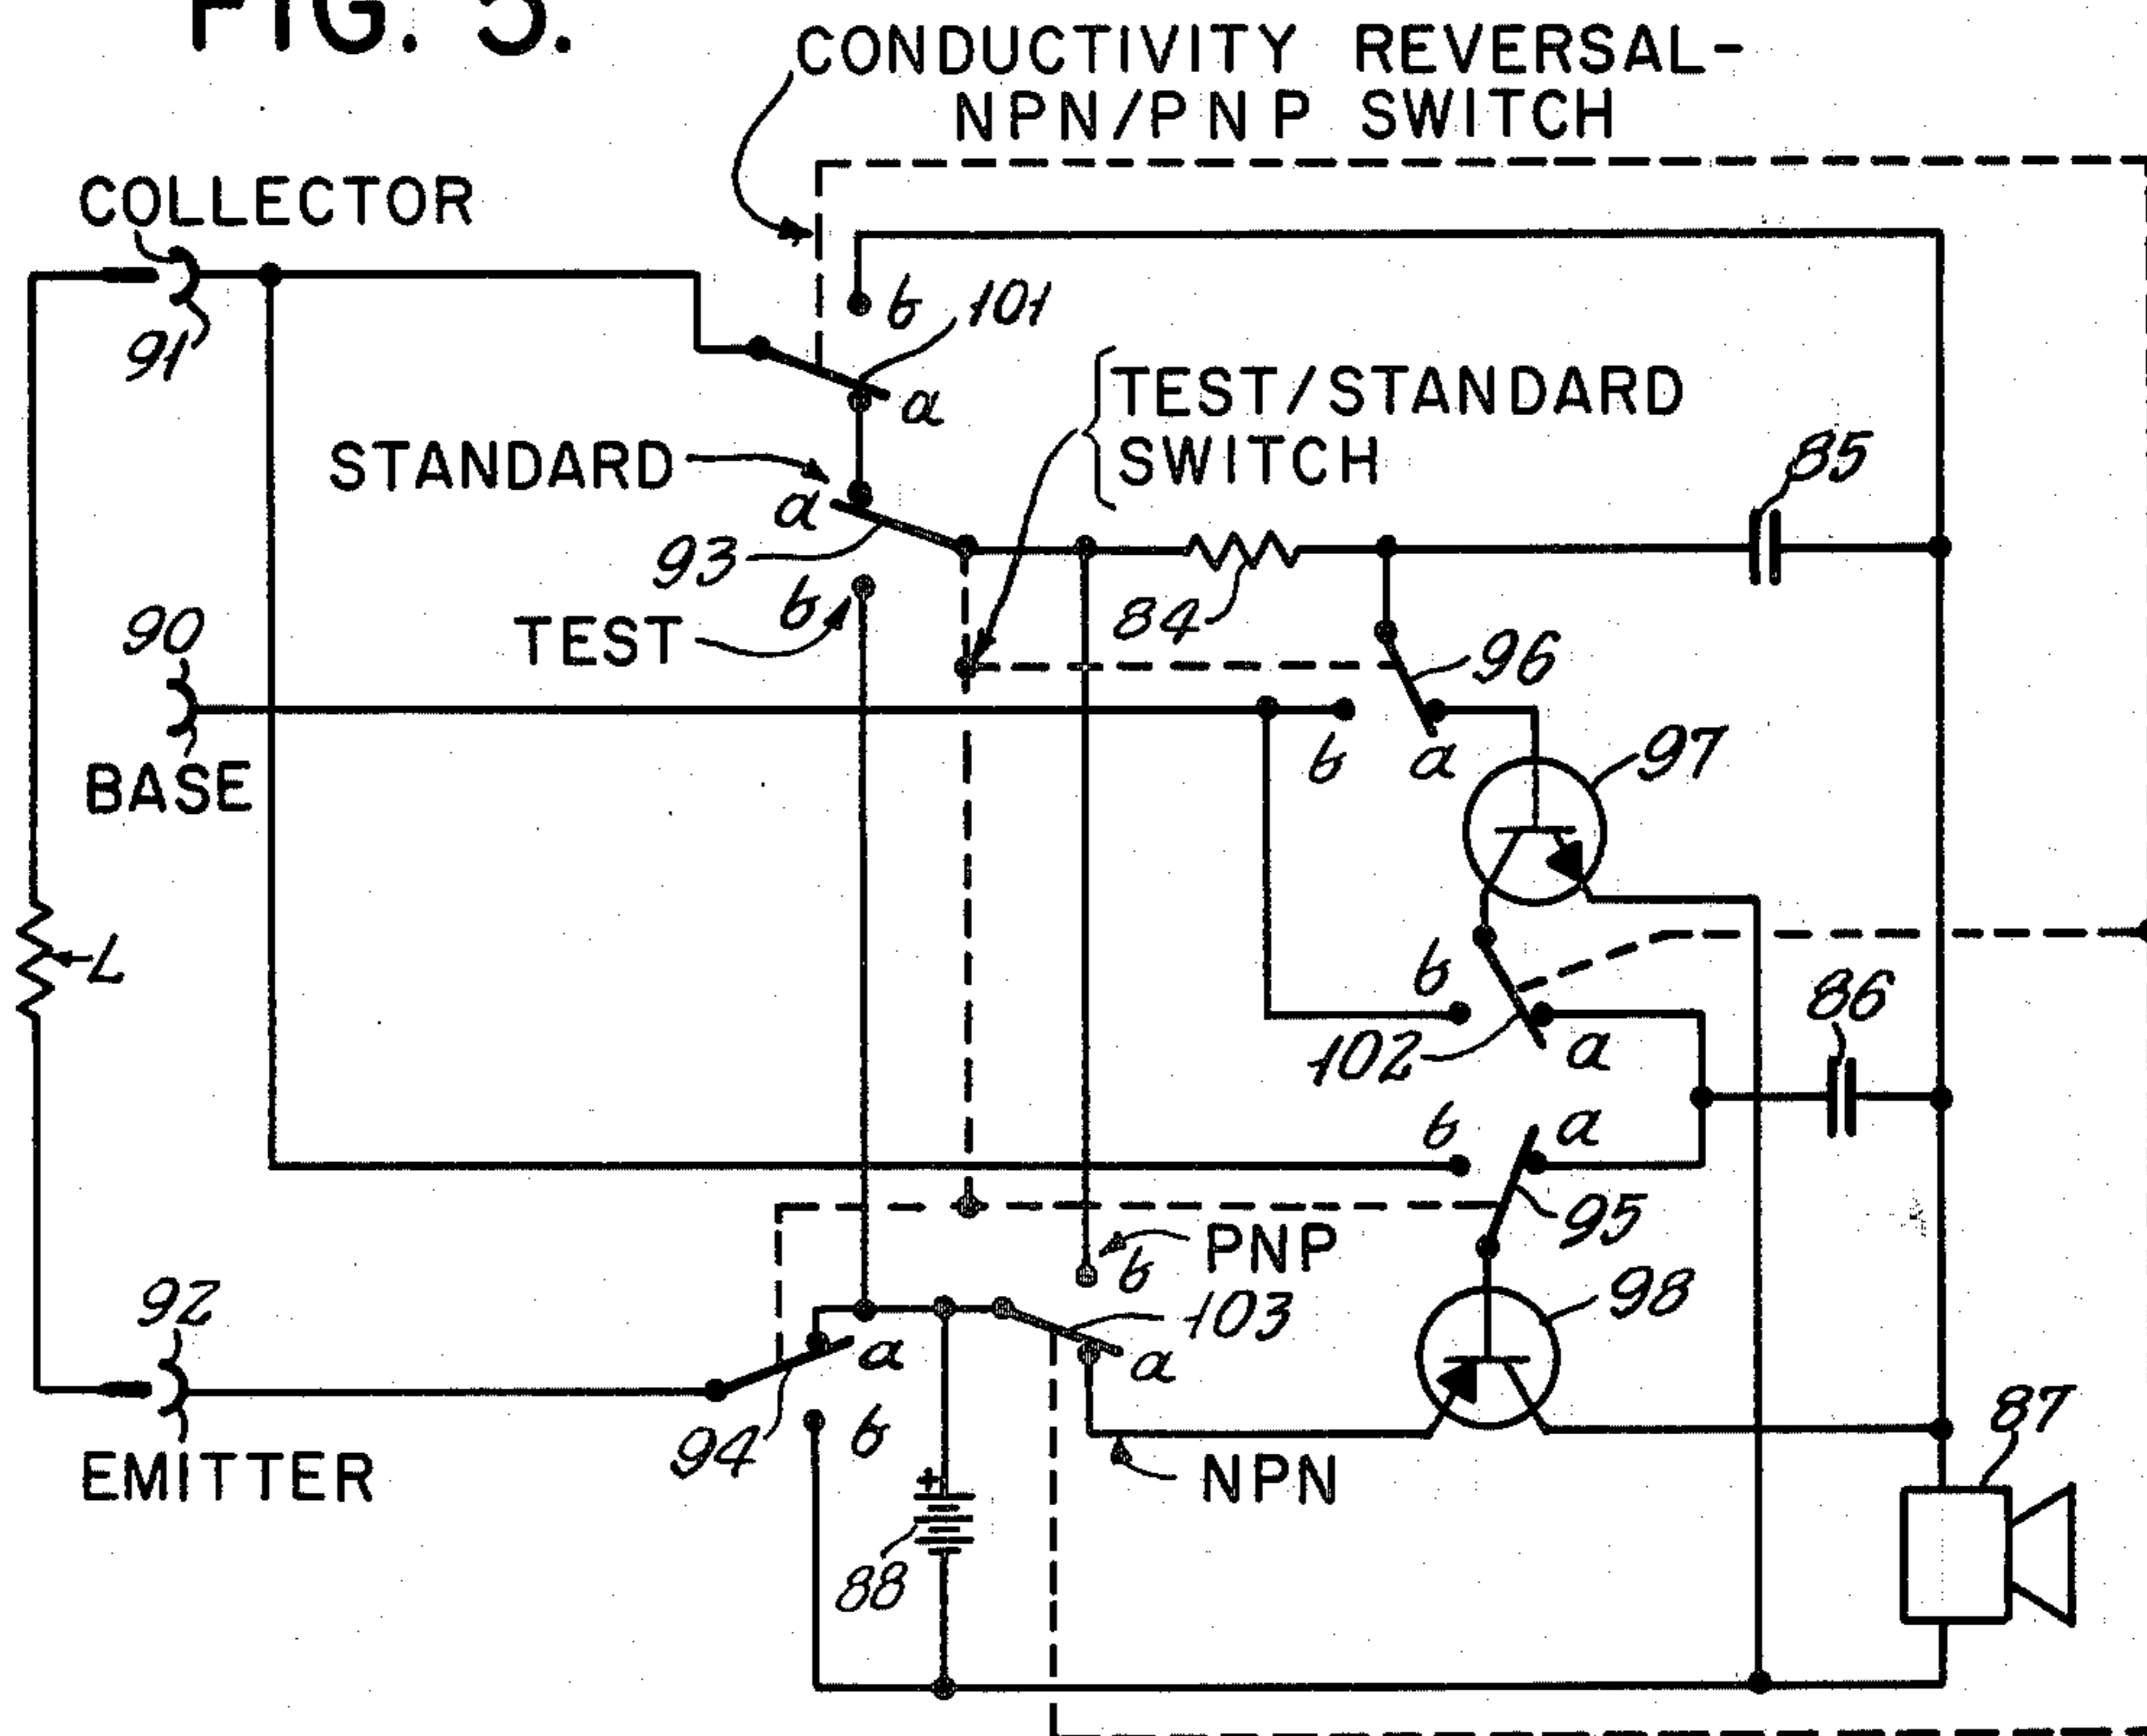 FIG. 5.
CONDUCTIVITY REVERSAL-
NPN/PNP SWITCH
COLLECTOR
b
101
91
a
TEST/STANDARD
SWITCH
STANDARD
85
a
93
b
84
90
TEST
96
b
a
97
BASE
b
L
86
102
a
b
a
95
PNP
b
92
103
98
a
a
94
b
87
EMITTER
NPN
+
88